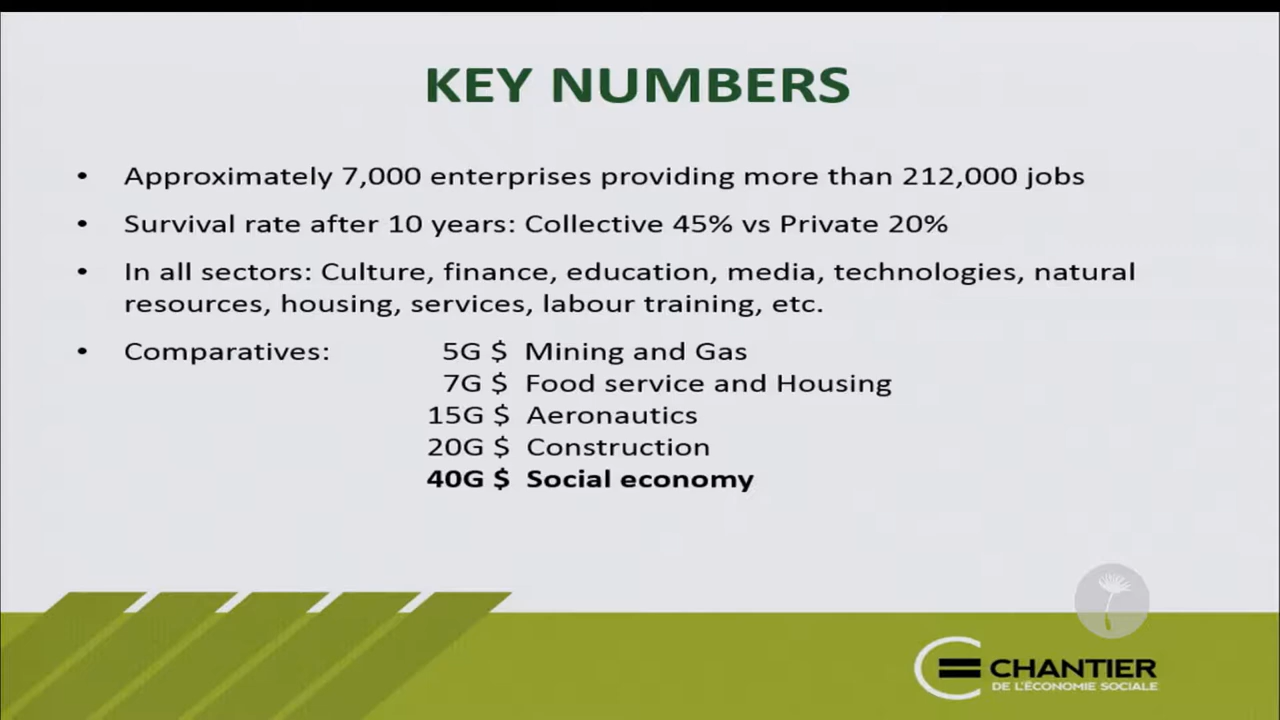 KEY NUMBERS
• Approximately 7,000 enterprises providing more than 212,000 jobs
• Survival rate after 10 years: Collective 45% vs Private 20%
• In all sectors: Culture, finance, education, media, technologies, natural
resources, housing, services, labour training, etc.
• Comparatives: 5G $ Mining and Gas
7G $ Food service and Housing
15G $ Aeronautics
20G $ Construction
40G $ Social economy
CHANTIER
DE L'ÉCONOMIE SOCIALE